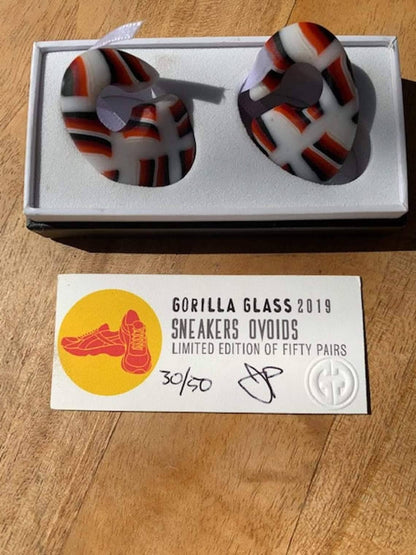 GORILLA GLASS 2019
SNEAKERS OVOIDS
LIMITED EDITION OF FIFTY PAIRS
30/50